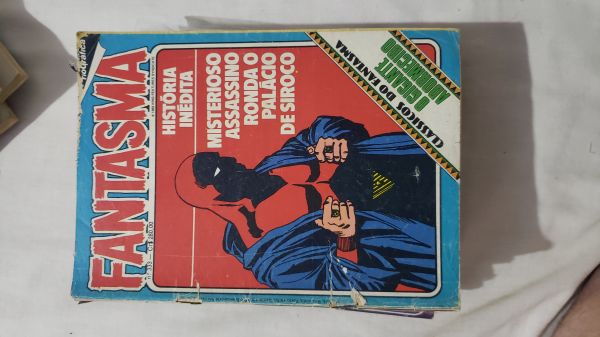 FANTASMA
HISTÓRIA
INÉDITA
MISTERIOSO
ASSASSINO
RONDA O
PALÁCIO
DE SIROCO
CLÁSSICOS DO FANTASMA
O GIGANTE
ADORMECIDO